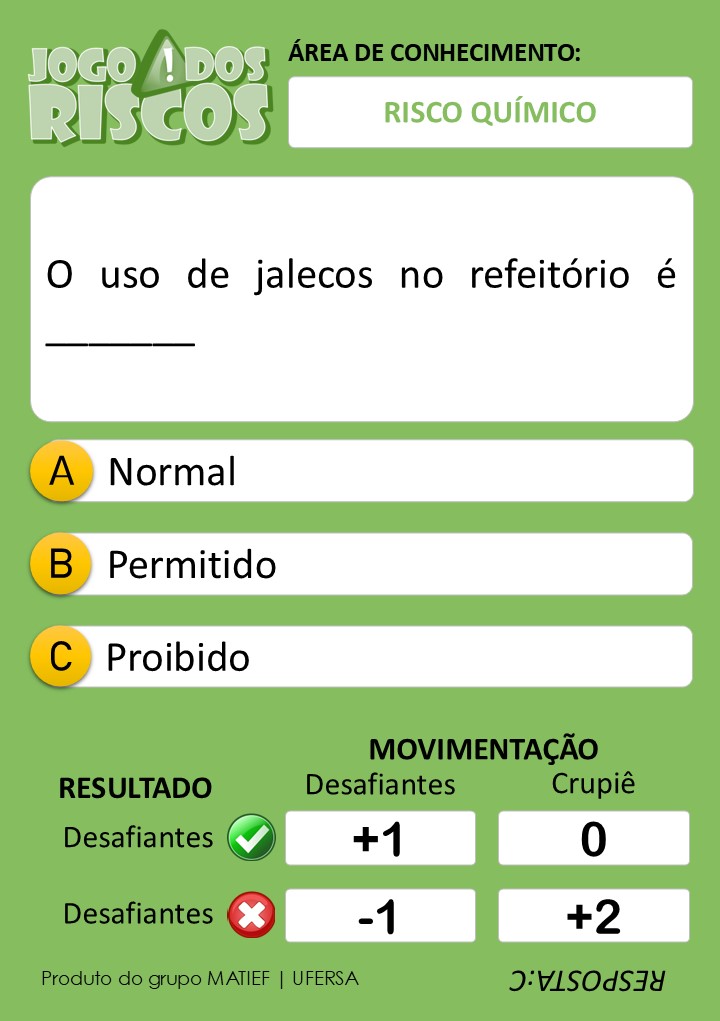 JOGO DOS
RISCOS
ÁREA DE CONHECIMENTO:
RISCO QUÍMICO
O uso de jalecos no refeitório é
_______
A Normal
B Permitido
C Proibido
MOVIMENTAÇÃO
RESULTADO Desafiantes Crupiê
Desafiantes +1 0
Desafiantes -1 +2
Produto do grupo MATIEF | UFERSA
RESPOSTA:C